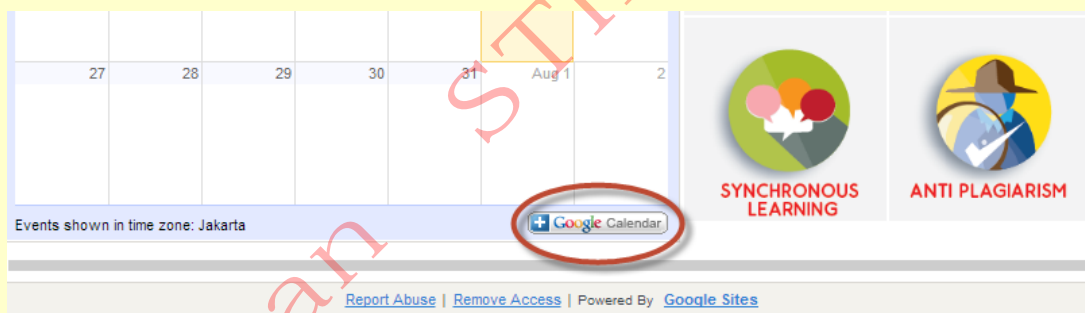 27 28 29 30 31 Aug 1 2
SYNCHRONOUS
LEARNING
ANTI PLAGIARISM
Events shown in time zone: Jakarta
+ Google Calendar
Report Abuse | Remove Access | Powered By Google Sites